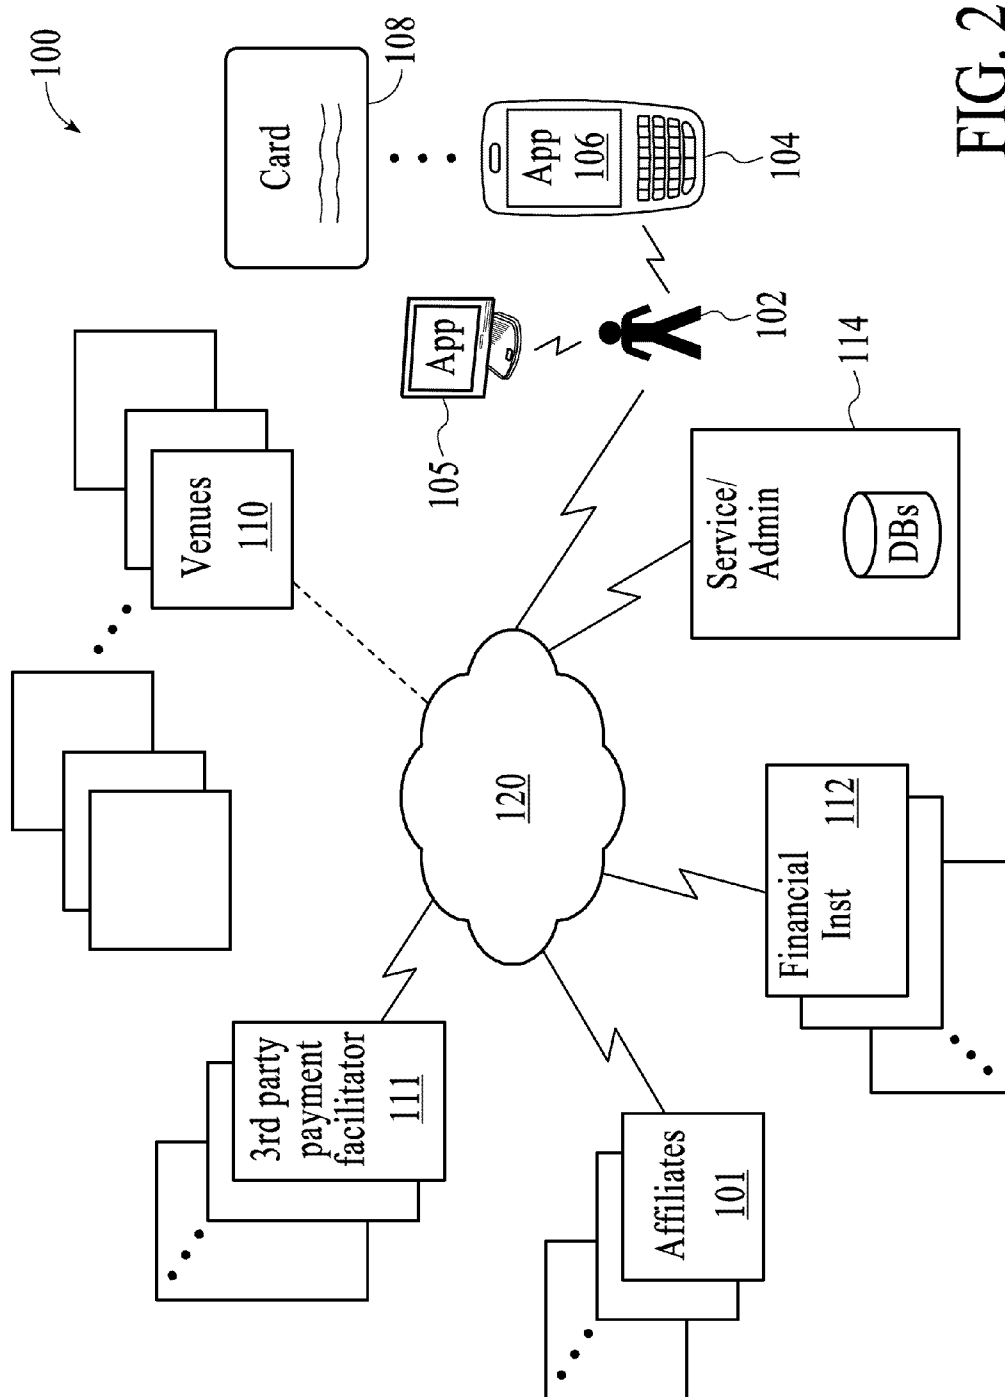 100
Card
108
App
106
104
App
105
102
Venues
110
Service/
Admin
DBs
114
120
3rd party
payment
facilitator
111
Affiliates
101
Financial
Inst
112
FIG. 2